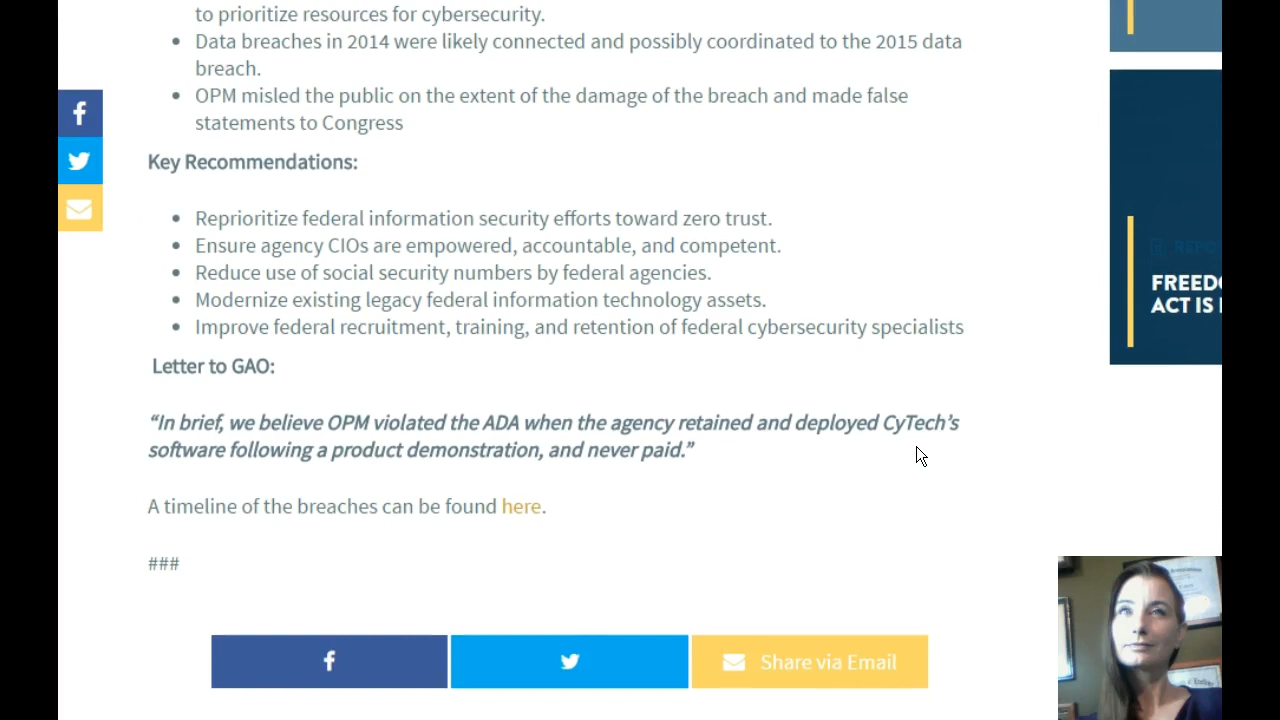 to prioritize resources for cybersecurity.
Data breaches in 2014 were likely connected and possibly coordinated to the 2015 data
breach.
OPM misled the public on the extent of the damage of the breach and made false
statements to Congress
Key Recommendations:
Reprioritize federal information security efforts toward zero trust.
Ensure agency CIOs are empowered, accountable, and competent.
Reduce use of social security numbers by federal agencies.
Modernize existing legacy federal information technology assets.
Improve federal recruitment, training, and retention of federal cybersecurity specialists
Letter to GAO:
“In brief, we believe OPM violated the ADA when the agency retained and deployed CyTech’s
software following a product demonstration, and never paid.”
A timeline of the breaches can be found here.
###
Share via Email
REPO
FREEDO
ACT IS